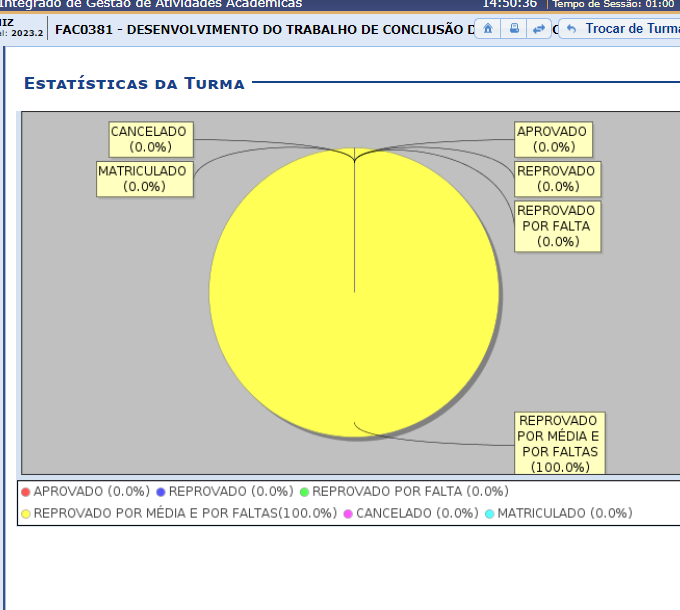 Integrado de Gestão de Atividades Acadêmicas 14:50:36 Tempo de Sessão: 01:00
al: 2023.2 FAC0381 - DESENVOLVIMENTO DO TRABALHO DE CONCLUSÃO Trocar de Turma
ESTATÍSTICAS DA TURMA
CANCELADO
(0.0%)
MATRICULADO
(0.0%)
APROVADO
(0.0%)
REPROVADO
(0.0%)
REPROVADO
POR FALTA
(0.0%)
REPROVADO
POR MÉDIA E
POR FALTAS
(100.0%)
APROVADO (0.0%) REPROVADO (0.0%) REPROVADO POR FALTA (0.0%)
REPROVADO POR MÉDIA E POR FALTAS(100.0%) CANCELADO (0.0%) MATRICULADO (0.0%)